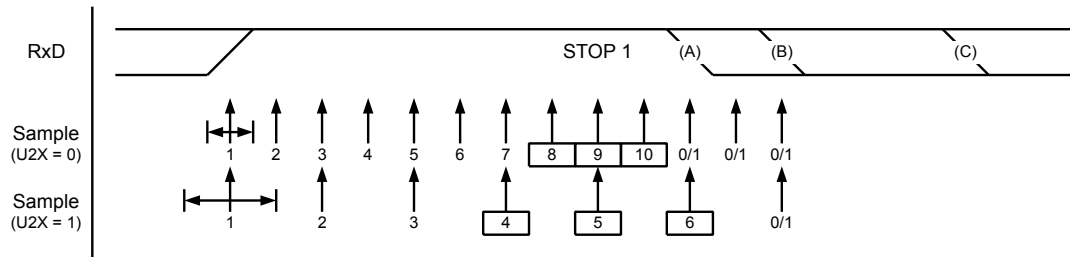 RxD
STOP 1
(A)
(B)
(C)
Sample
(U2X = 0)
1 2 3 4 5 6 7 8 9 10 0/1 0/1 0/1
Sample
(U2X = 1)
1 2 3 4 5 6 0/1